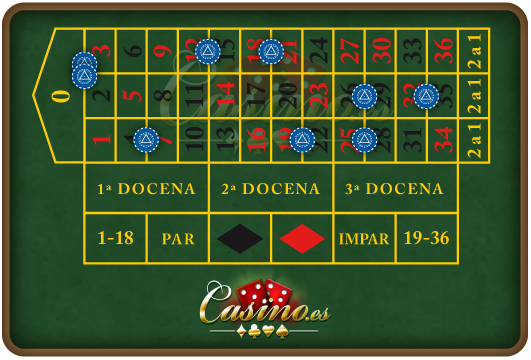 3 6 9 12 15 18 21 24 27 30 33 36 2 a 1
0 2 5 8 11 14 17 20 23 26 29 32 35 2 a 1
1 4 7 10 13 16 19 22 25 28 31 34 2 a 1
1ª DOCENA 2ª DOCENA 3ª DOCENA
1-18 PAR IMPAR 19-36
Casino.es